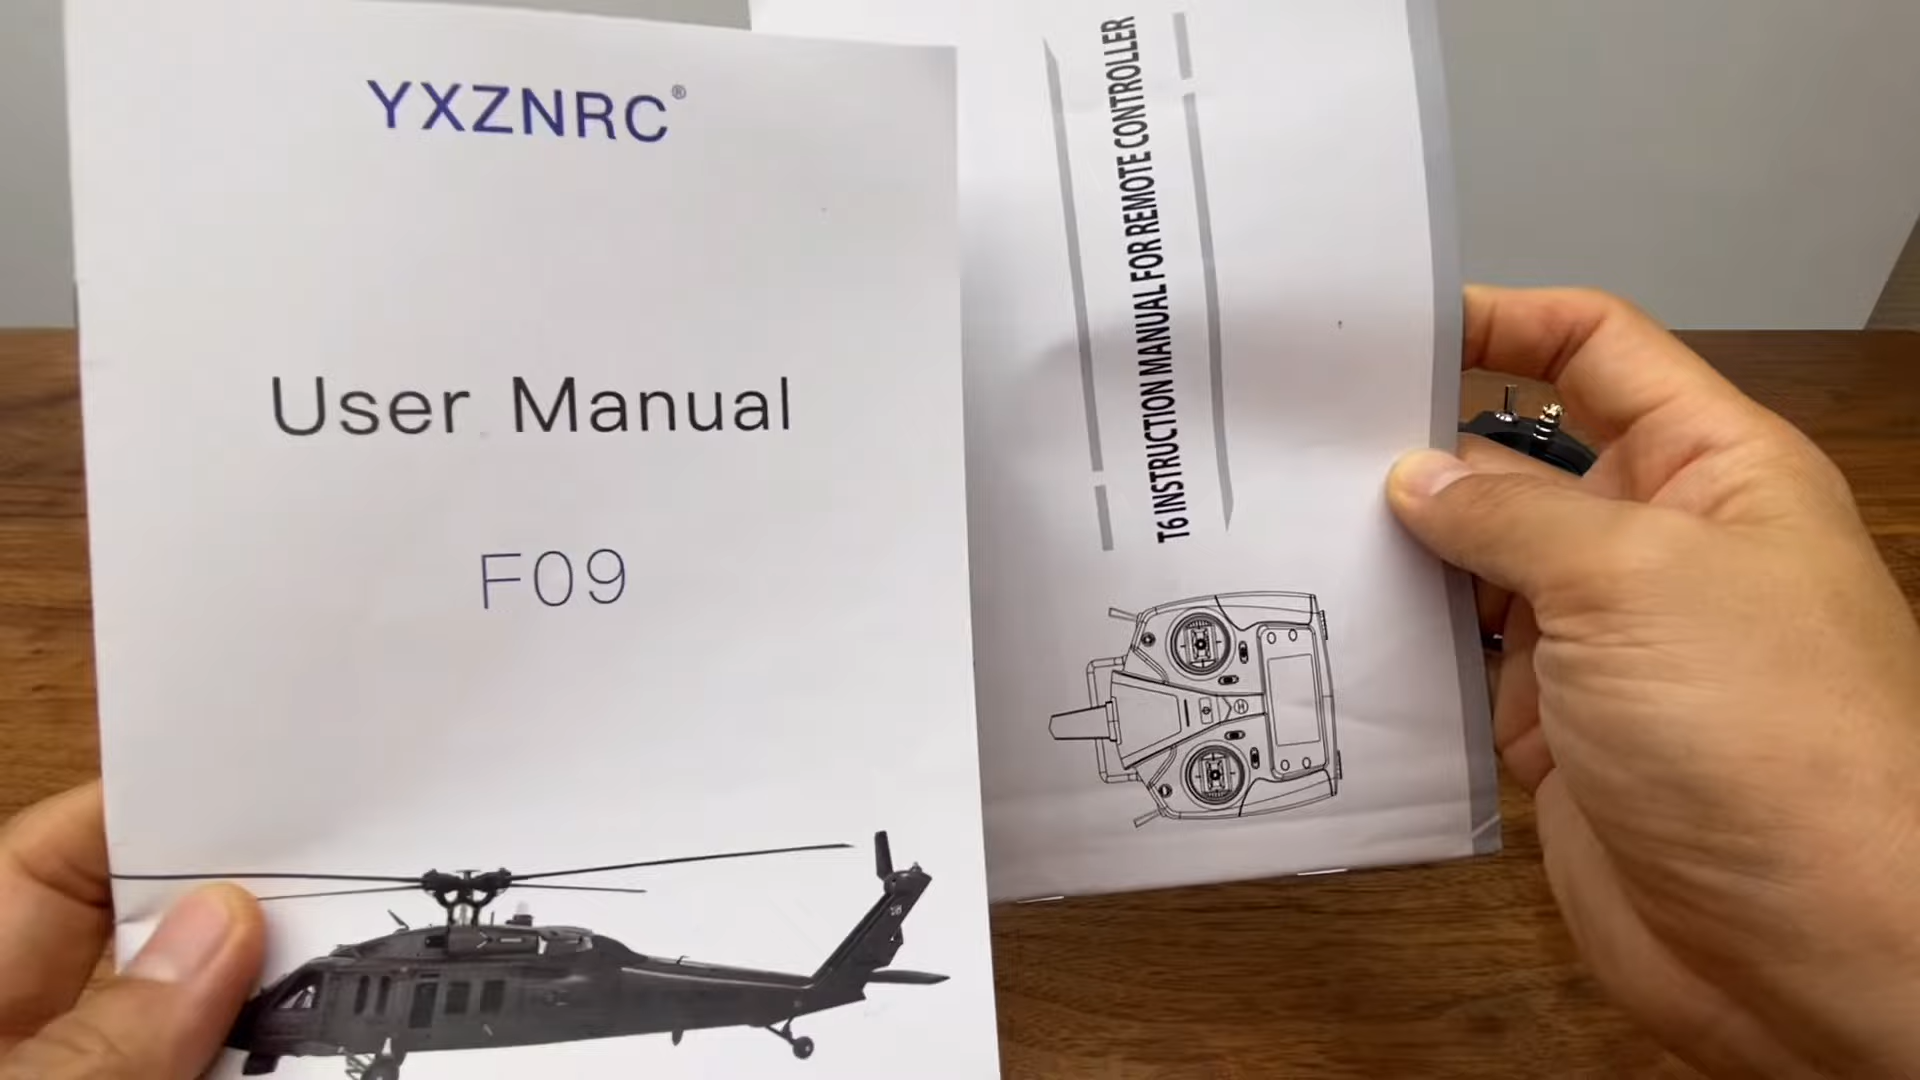 YXZNRC®
User Manual
F09
T6 INSTRUCTION MANUAL FOR REMOTE CONTROLLER